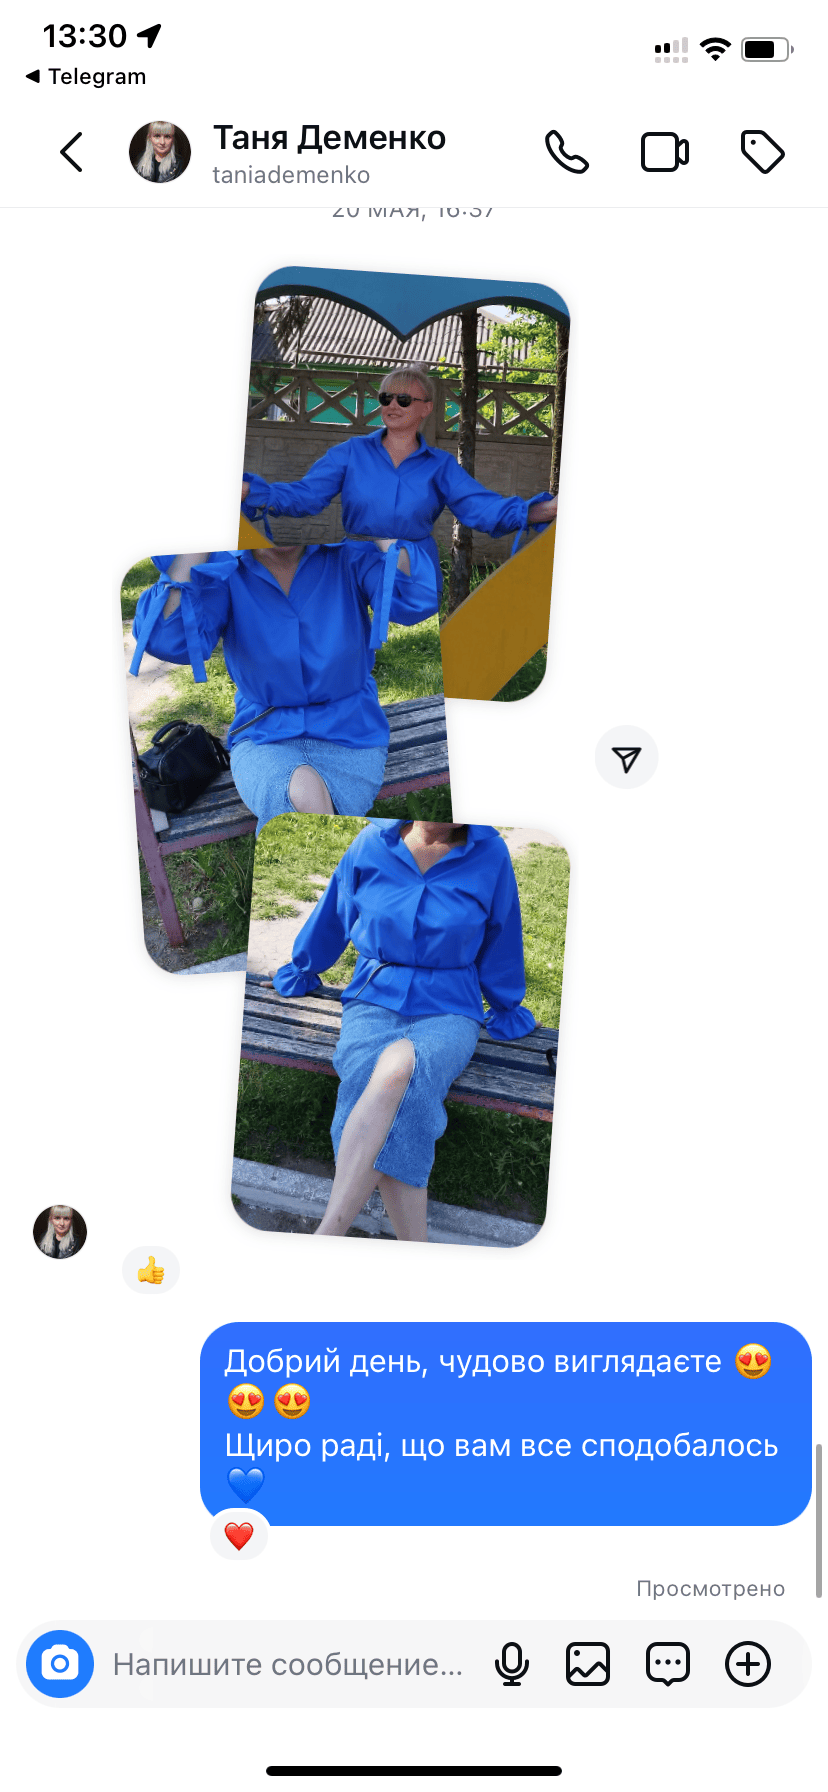 13:30
Telegram
Таня Деменко
taniademenko
20 МАЯ, 16:37
Добрий день, чудово виглядаєте 😍
😍 😍
Щиро раді, що вам все сподобалось
💙
Просмотрено
Напишите сообщение...